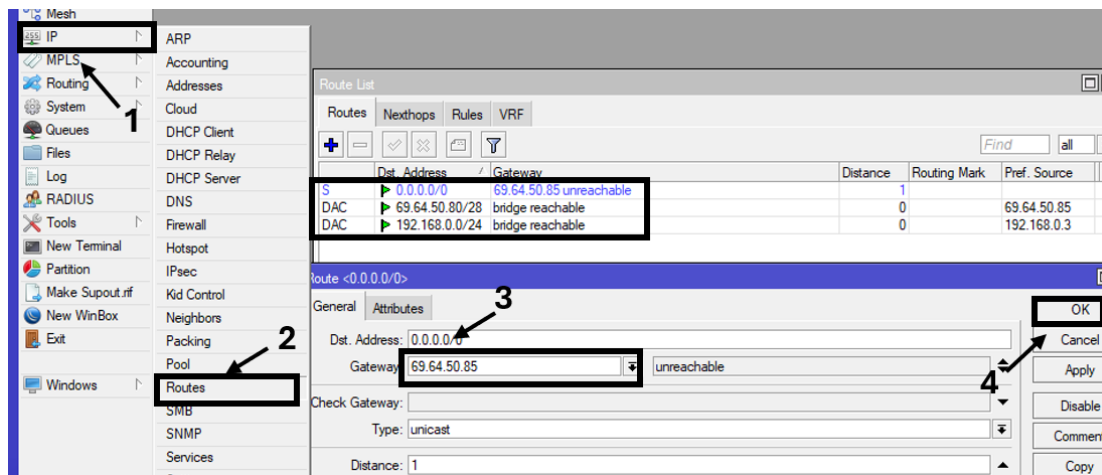 Mesh
IP
MPLS
Routing
System
Queues
Files
Log
RADIUS
Tools
New Terminal
Partition
Make Supout.rif
New WinBox
Exit
Windows
1
ARP
Accounting
Addresses
Cloud
DHCP Client
DHCP Relay
DHCP Server
DNS
Firewall
Hotspot
IPsec
Kid Control
Neighbors
Packing
Pool
Routes
SMB
SNMP
Services
2
Route List
Routes Nexthops Rules VRF
Find all
Dst. Address / Gateway Distance Routing Mark Pref. Source
S 0.0.0.0/0 69.64.50.85 unreachable 1
DAC 69.64.50.80/28 bridge reachable 0 69.64.50.85
DAC 192.168.0.0/24 bridge reachable 0 192.168.0.3
Route <0.0.0.0/0>
General Attributes
3
Dst. Address: 0.0.0.0/0
Gateway: 69.64.50.85 unreachable
Check Gateway:
Type: unicast
Distance: 1
OK
Cancel
4
Apply
Disable
Commen
Copy